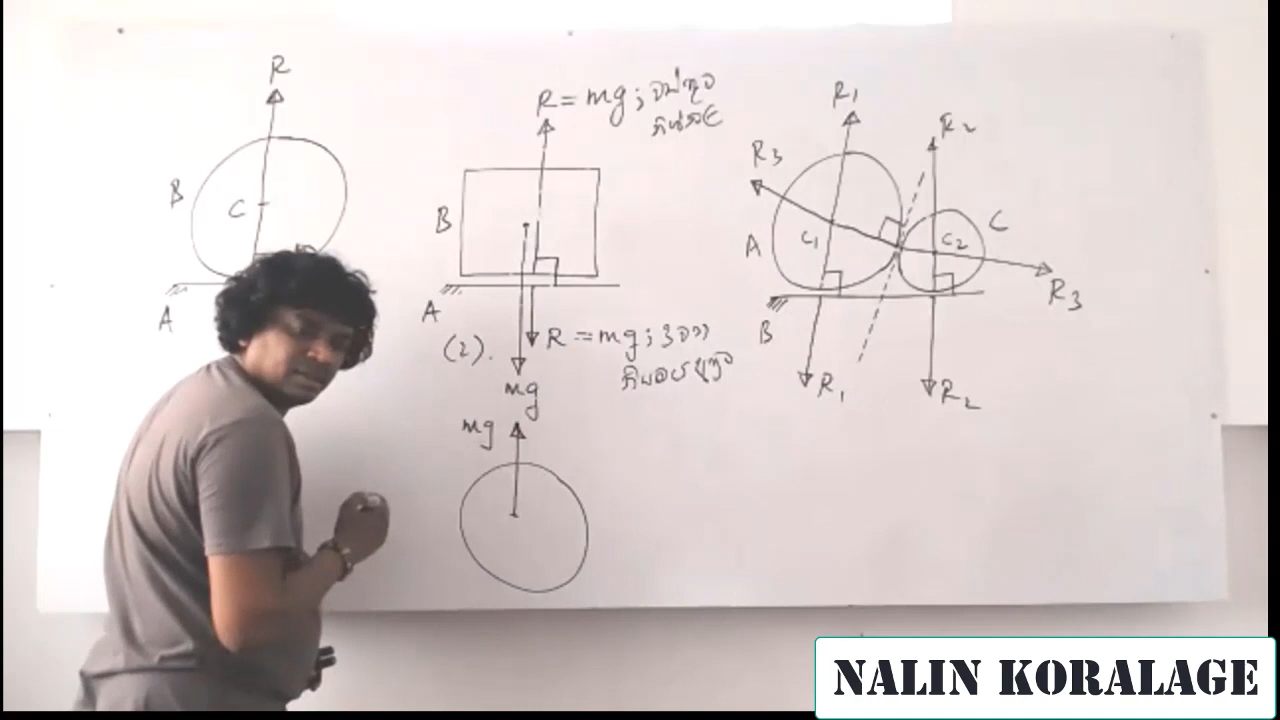 R
B
C
A
R = mg;
B
A
R = mg;
(2).
mg
mg
R₁
R₂
R₃
A
C₁
C₂
C
R₃
B
R₁
R₂
NALIN KORALAGE